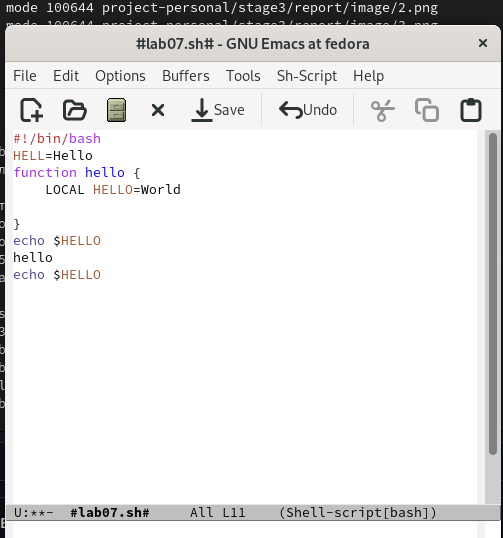 mode 100644 project-personal/stage3/report/image/2.png
#lab07.sh# - GNU Emacs at fedora
File Edit Options Buffers Tools Sh-Script Help
Save Undo
#!/bin/bash
HELL=Hello
function hello {
    LOCAL HELLO=World
}
echo $HELLO
hello
echo $HELLO
U:**- #lab07.sh# All L11 (Shell-script[bash])